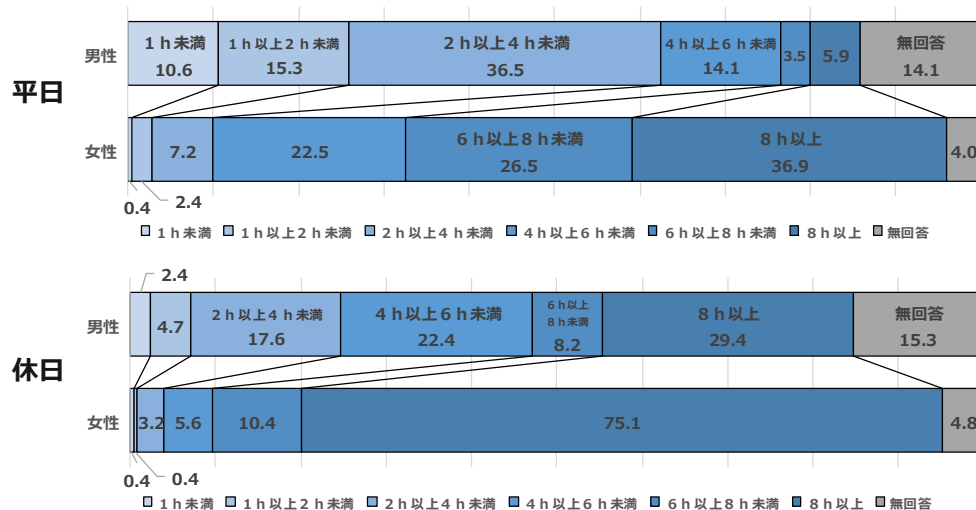 平日
男性
1h未満
10.6
1h以上2h未満
15.3
2h以上4h未満
36.5
4h以上6h未満
14.1
3.5
5.9
無回答
14.1
女性
0.4
2.4
7.2
22.5
6h以上8h未満
26.5
8h以上
36.9
4.0
1h未満 1h以上2h未満 2h以上4h未満 4h以上6h未満 6h以上8h未満 8h以上 無回答
休日
男性
2.4
4.7
2h以上4h未満
17.6
4h以上6h未満
22.4
6h以上
8h未満
8.2
8h以上
29.4
無回答
15.3
女性
0.4
0.4
3.2
5.6
10.4
75.1
4.8
1h未満 1h以上2h未満 2h以上4h未満 4h以上6h未満 6h以上8h未満 8h以上 無回答